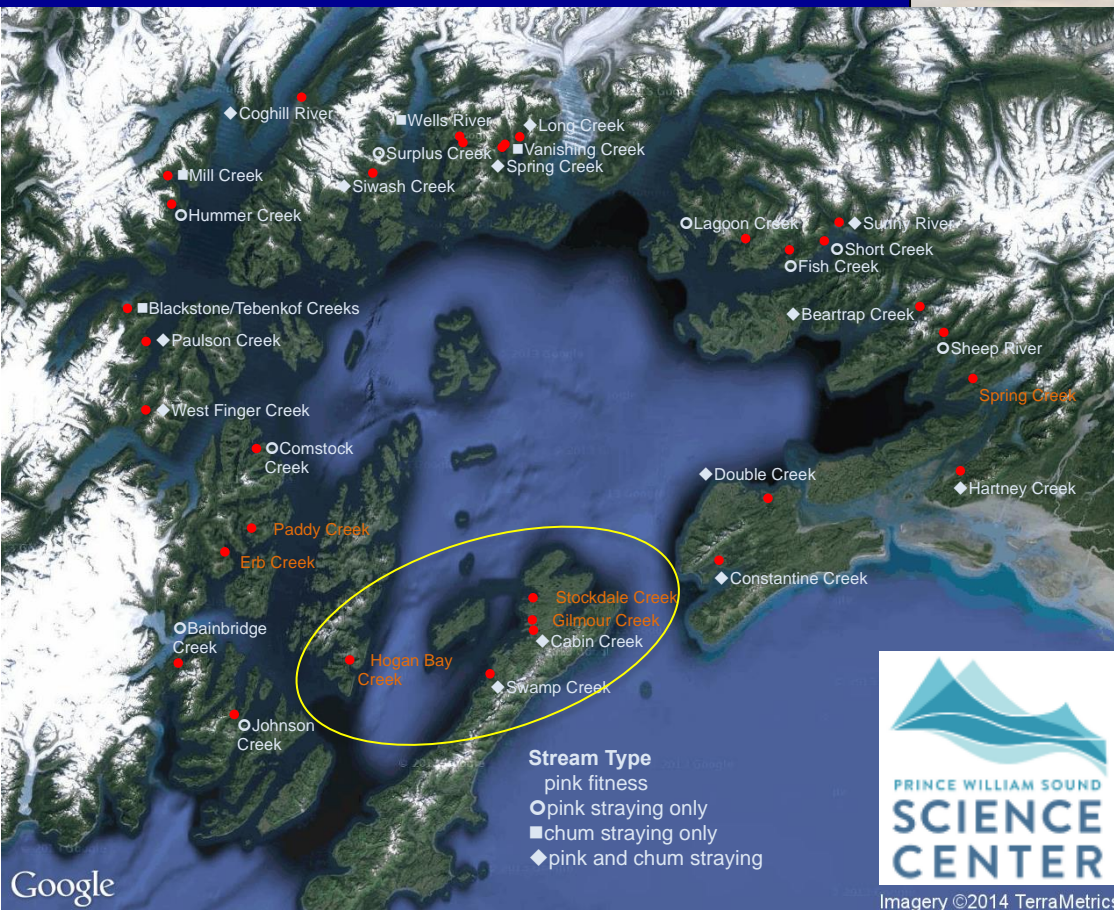 ◆Coghill River
■Wells River
◆Long Creek
○Surplus Creek
■Vanishing Creek
◆Spring Creek
■Mill Creek
◆Siwash Creek
○Hummer Creek
○Lagoon Creek
◆Sunny River
○Short Creek
○Fish Creek
■Blackstone/Tebenkof Creeks
◆Beartrap Creek
◆Paulson Creek
○Sheep River
Spring Creek
◆West Finger Creek
○Comstock
Creek
◆Double Creek
◆Hartney Creek
Paddy Creek
Erb Creek
◆Constantine Creek
Stockdale Creek
Gilmour Creek
○Bainbridge
Creek
◆Cabin Creek
Hogan Bay
Creek
◆Swamp Creek
○Johnson
Creek
Stream Type
pink fitness
○pink straying only
■chum straying only
◆pink and chum straying
PRINCE WILLIAM SOUND
SCIENCE
CENTER
Google
Imagery ©2014 TerraMetrics